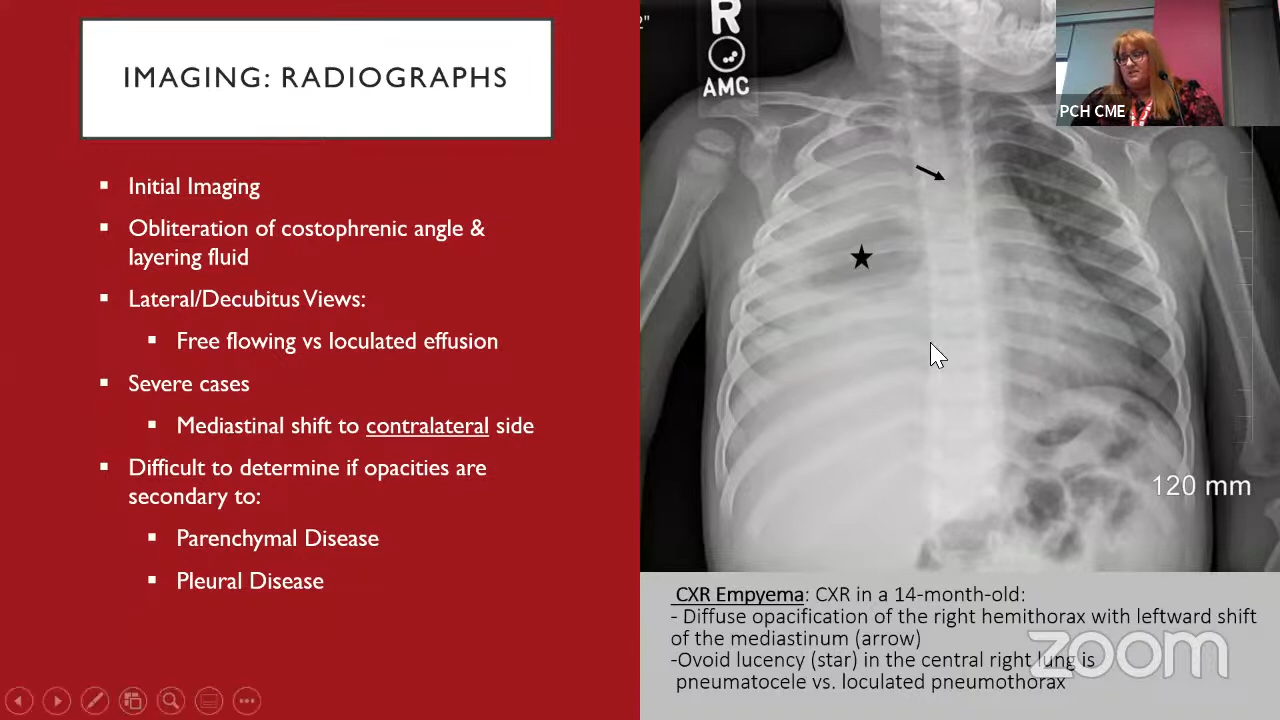 IMAGING: RADIOGRAPHS
Initial Imaging
Obliteration of costophrenic angle &
layering fluid
Lateral/Decubitus Views:
Free flowing vs loculated effusion
Severe cases
Mediastinal shift to contralateral side
Difficult to determine if opacities are
secondary to:
Parenchymal Disease
Pleural Disease
2"
R
AMC
PCH CME
120 mm
CXR Empyema: CXR in a 14-month-old:
- Diffuse opacification of the right hemithorax with leftward shift
of the mediastinum (arrow)
-Ovoid lucency (star) in the central right lung is
pneumatocele vs. loculated pneumothorax
zoom